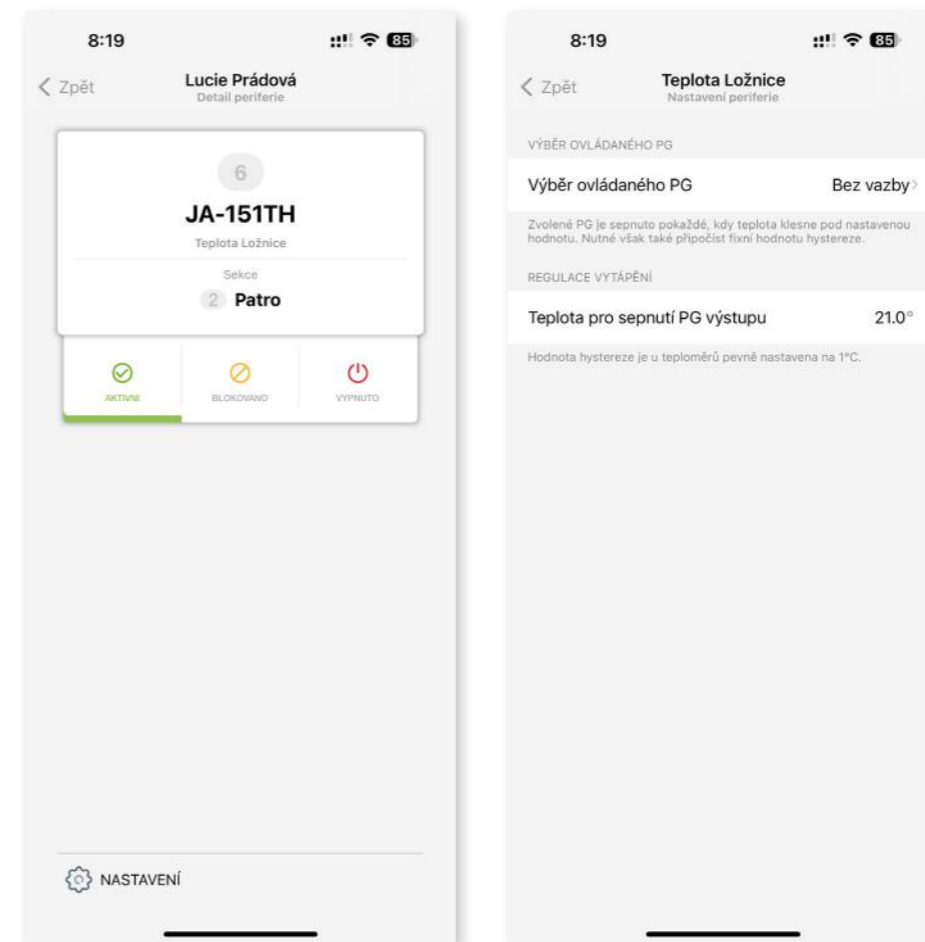 8:19
85
Zpět
Lucie Prádová
Detail periferie
6
JA-151TH
Teplota Ložnice
Sekce
2 Patro
AKTIVNI
BLOKOVANO
VYPNUTO
NASTAVENÍ
8:19
85
Zpět
Teplota Ložnice
Nastavení periferie
VÝBĚR OVLÁDANÉHO PG
Výběr ovládaného PG
Bez vazby
Zvolené PG je sepnuto pokaždé, kdy teplota klesne pod nastavenou
hodnotu. Nutné však také připočíst fixní hodnotu hystereze.
REGULACE VYTÁPĚNÍ
Teplota pro sepnutí PG výstupu
21.0°
Hodnota hystereze je u teploměrů pevně nastavena na 1°C.